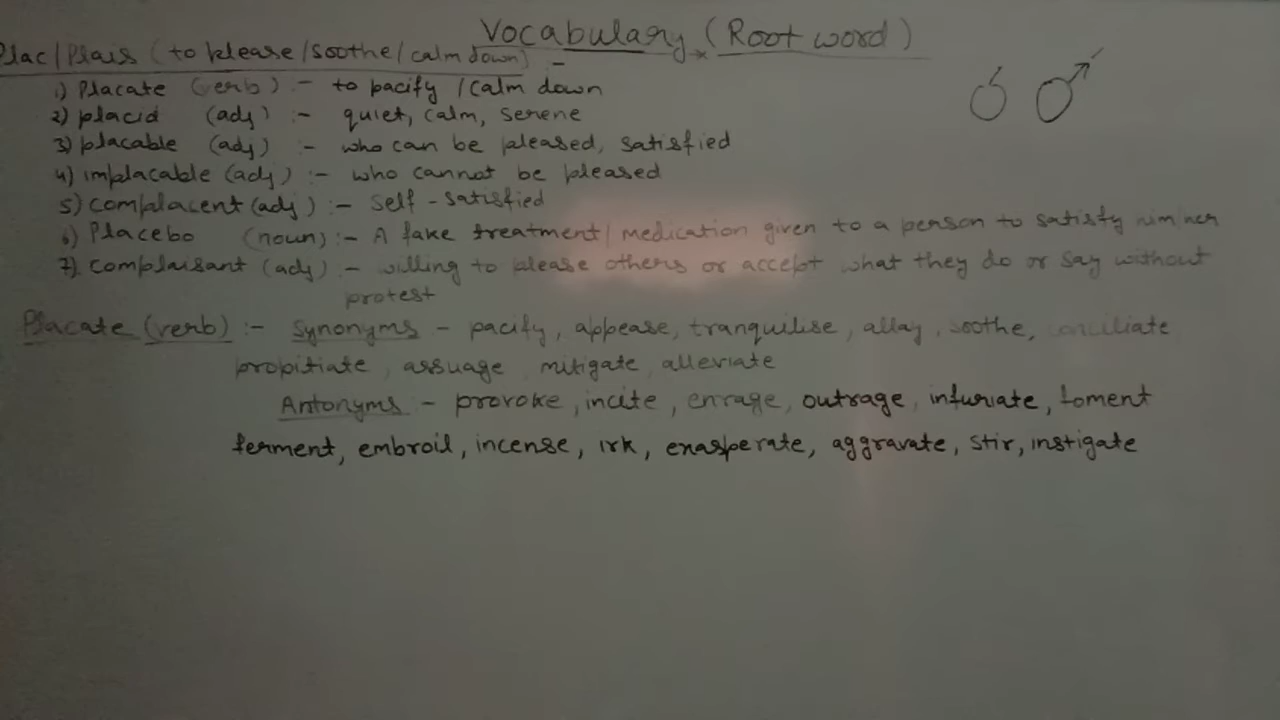 Vocabulary (Root word)
Plac/Plais (to please/soothe/calm down) -
1) Placate (verb) :- to pacify / calm down
2) placid (adj) :- quiet, calm, serene
3) placable (adj) :- who can be pleased, satisfied
4) implacable (adj) :- who cannot be pleased
5) complacent (adj) :- self-satisfied
6) Placebo (noun) :- A fake treatment/medication given to a person to satisfy him/her
7) complaisant (adj) :- willing to please others or accept what they do or say without
protest
Placate (verb) :- Synonyms - pacify, appease, tranquilise, allay, soothe, conciliate
propitiate, assuage, mitigate, alleviate
Antonyms - provoke, incite, enrage, outrage, infuriate, foment
ferment, embroil, incense, irk, exasperate, aggravate, stir, instigate